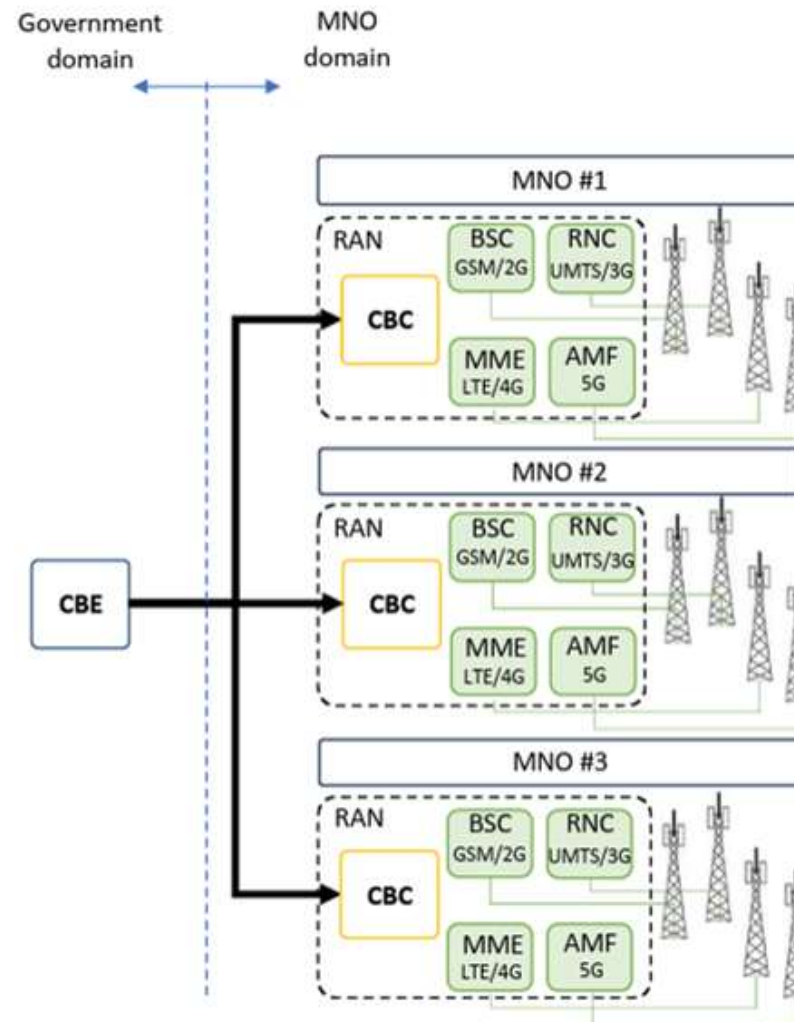 Government
domain
MNO
domain
MNO #1
RAN
BSC
GSM/2G
RNC
UMTS/3G
CBC
MME
LTE/4G
AMF
5G
MNO #2
RAN
BSC
GSM/2G
RNC
UMTS/3G
CBE
CBC
MME
LTE/4G
AMF
5G
MNO #3
RAN
BSC
GSM/2G
RNC
UMTS/3G
CBC
MME
LTE/4G
AMF
5G